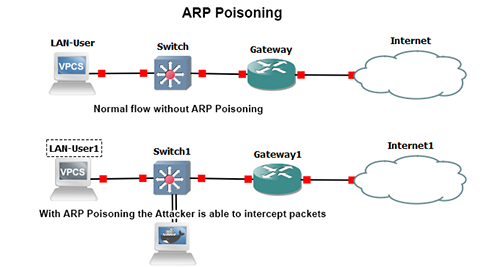 ARP Poisoning
LAN-User
Switch
Gateway
Internet
VPCS
Normal flow without ARP Poisoning
LAN-User1
Switch1
Gateway1
Internet1
VPCS
With ARP Poisoning the Attacker is able to intercept packets